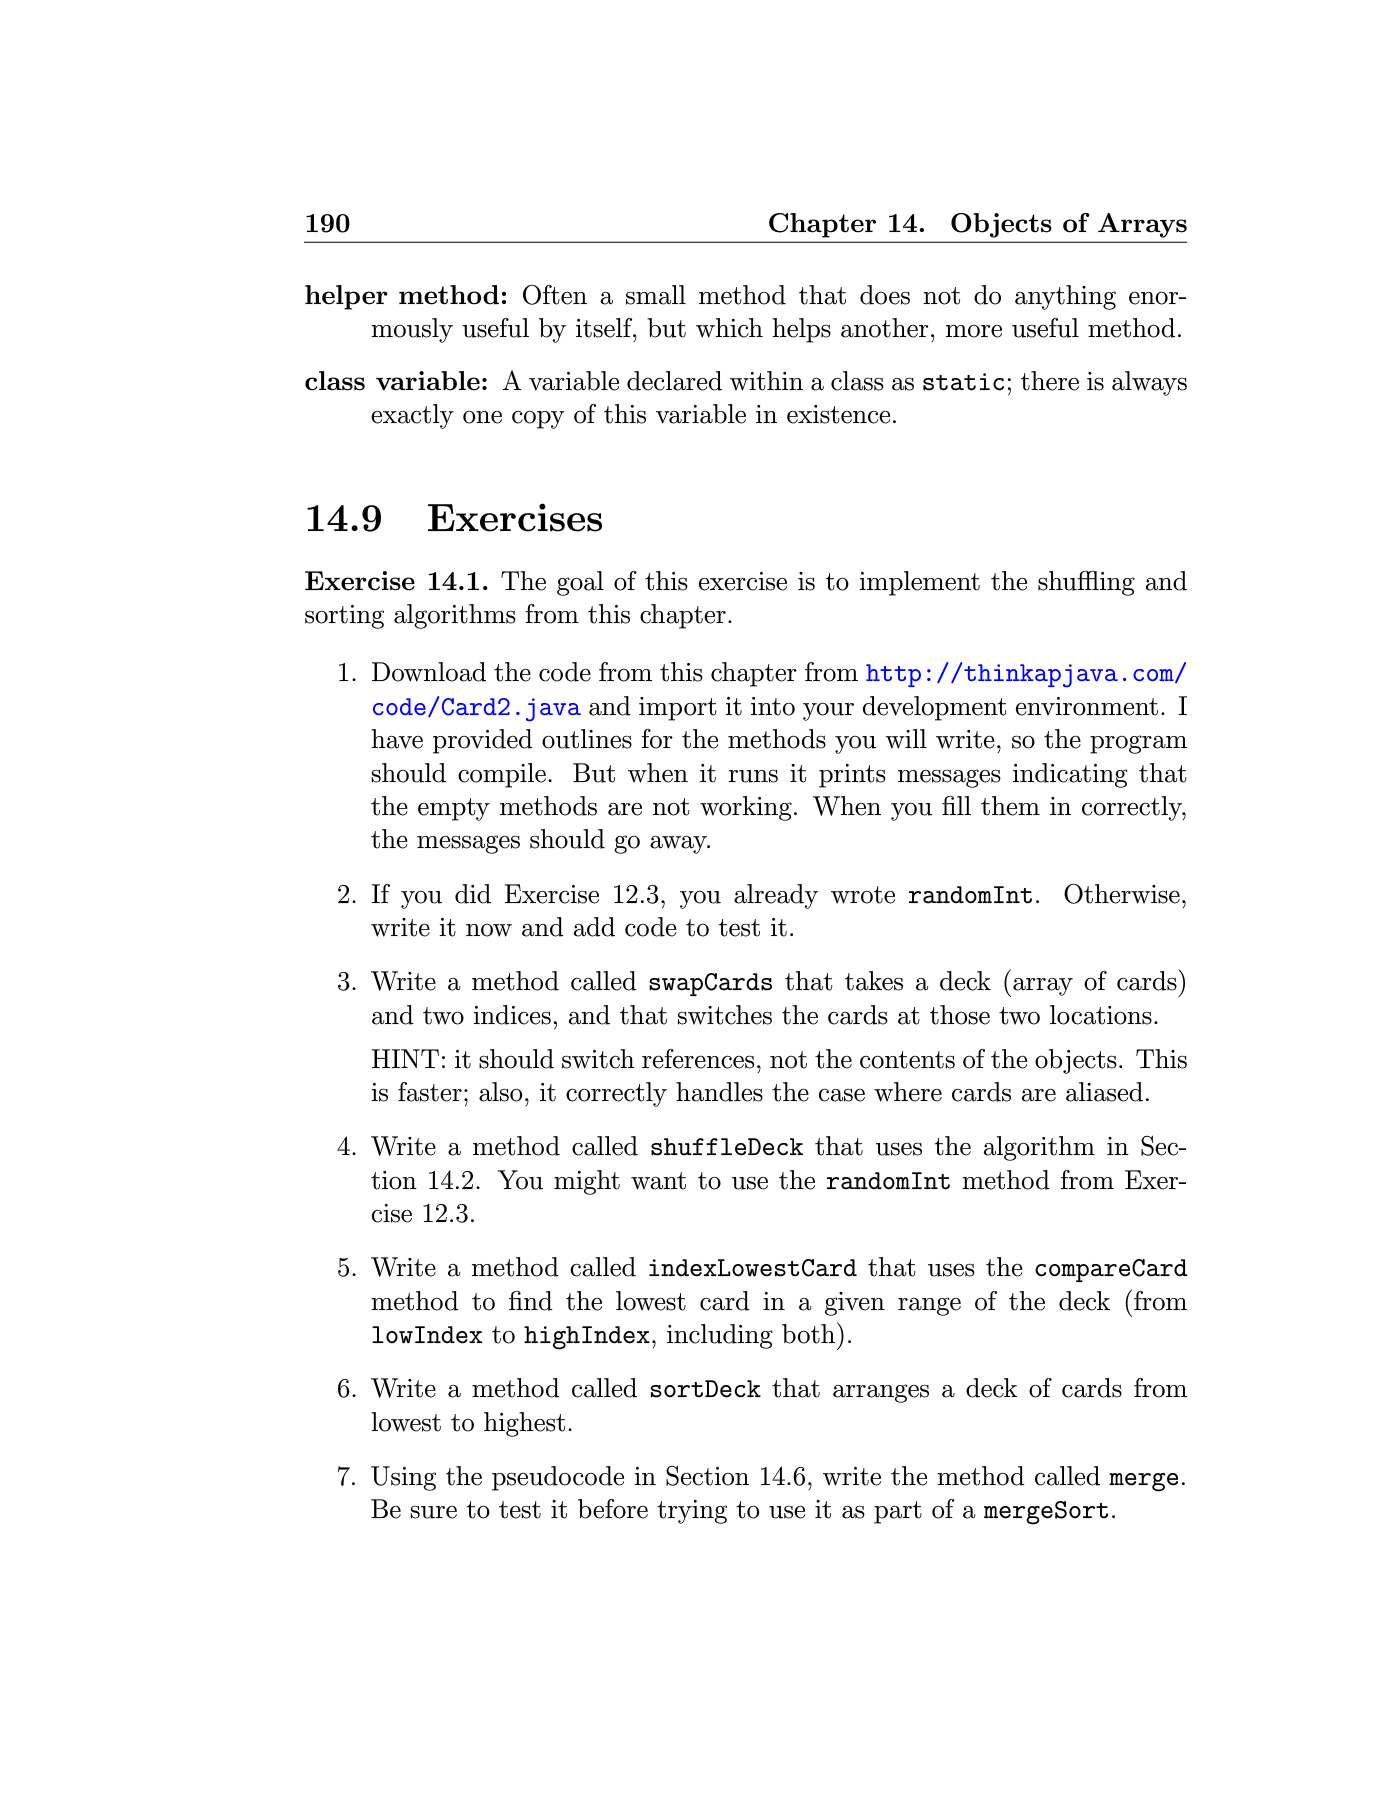 190 Chapter 14. Objects of Arrays
helper method: Often a small method that does not do anything enor-
mously useful by itself, but which helps another, more useful method.
class variable: A variable declared within a class as static; there is always
exactly one copy of this variable in existence.
14.9 Exercises
Exercise 14.1. The goal of this exercise is to implement the shuffling and
sorting algorithms from this chapter.
1. Download the code from this chapter from http://thinkapjava.com/
code/Card2.java and import it into your development environment. I
have provided outlines for the methods you will write, so the program
should compile. But when it runs it prints messages indicating that
the empty methods are not working. When you fill them in correctly,
the messages should go away.
2. If you did Exercise 12.3, you already wrote randomInt. Otherwise,
write it now and add code to test it.
3. Write a method called swapCards that takes a deck (array of cards)
and two indices, and that switches the cards at those two locations.
HINT: it should switch references, not the contents of the objects. This
is faster; also, it correctly handles the case where cards are aliased.
4. Write a method called shuffleDeck that uses the algorithm in Sec-
tion 14.2. You might want to use the randomInt method from Exer-
cise 12.3.
5. Write a method called indexLowestCard that uses the compareCard
method to find the lowest card in a given range of the deck (from
lowIndex to highIndex, including both).
6. Write a method called sortDeck that arranges a deck of cards from
lowest to highest.
7. Using the pseudocode in Section 14.6, write the method called merge.
Be sure to test it before trying to use it as part of a mergeSort.